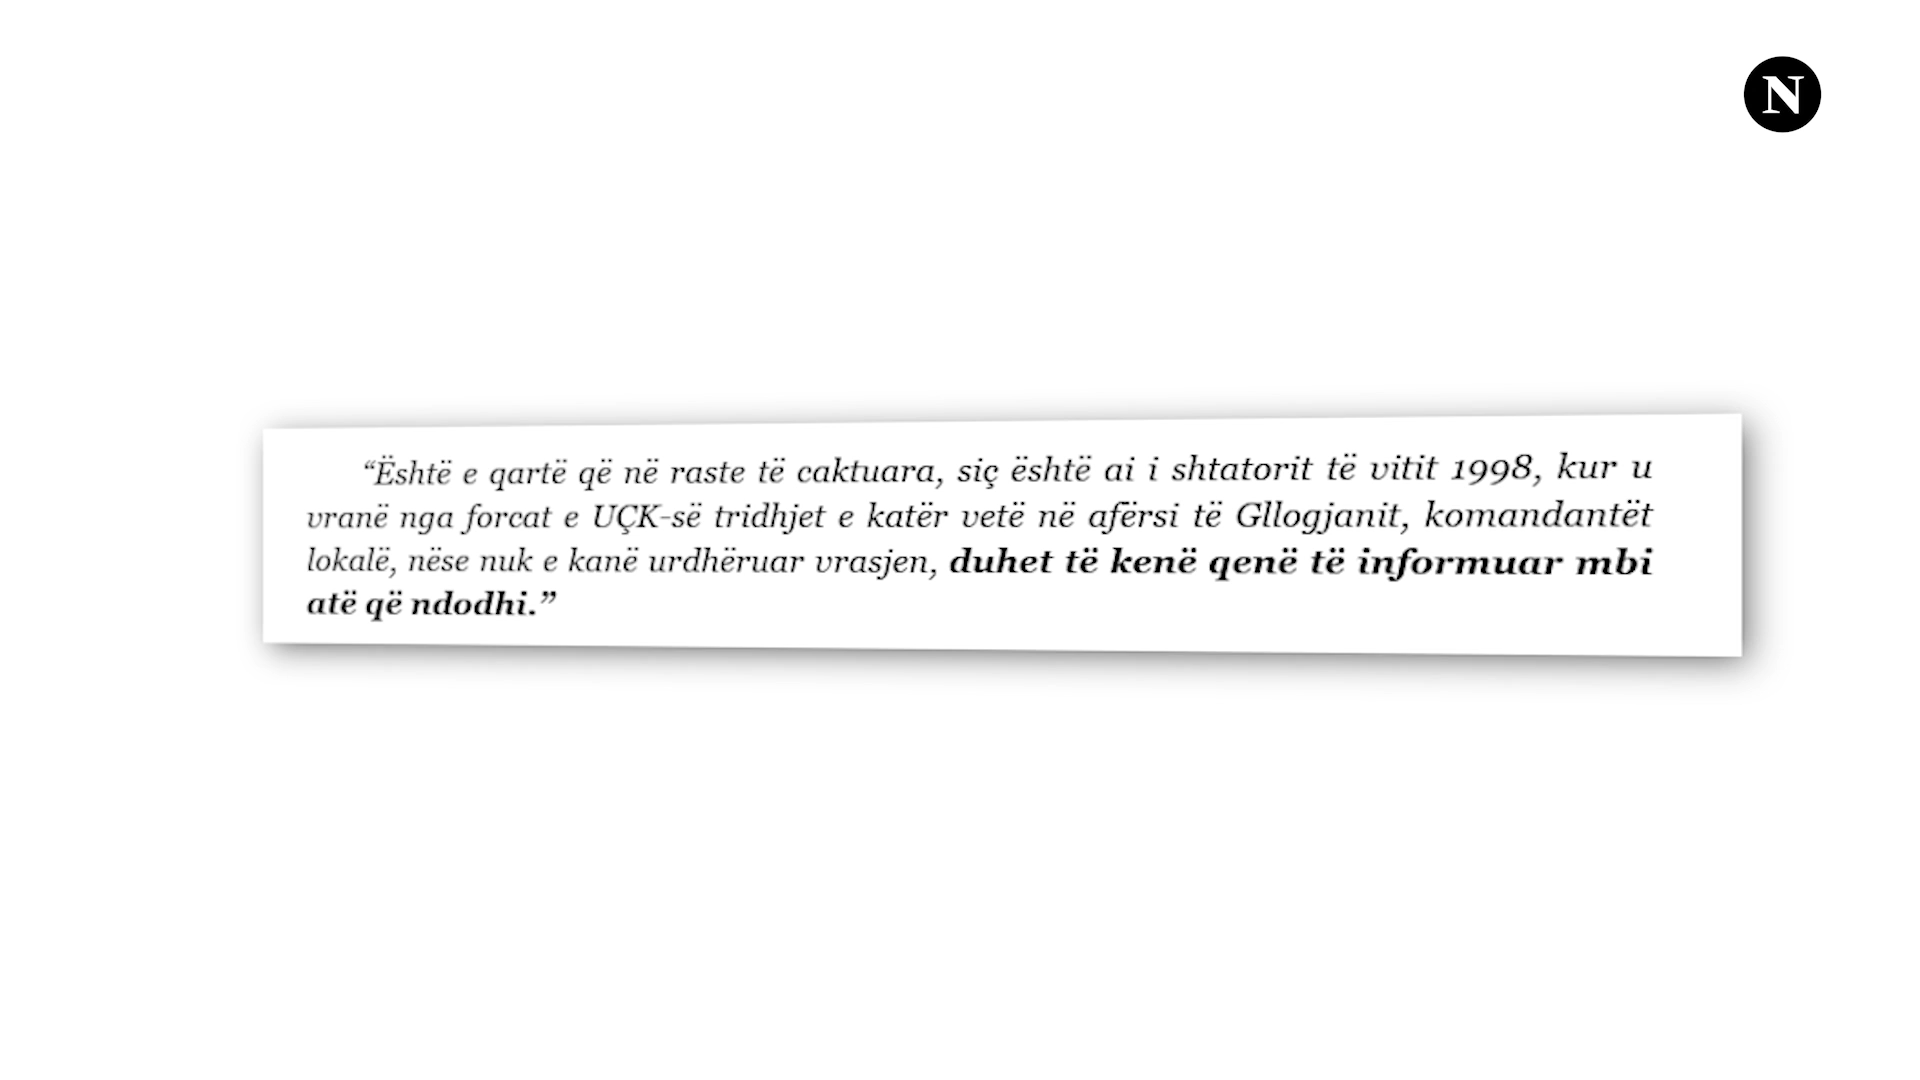 N
“Është e qartë që në raste të caktuara, siç është ai i shtatorit të vitit 1998, kur u
vranë nga forcat e UÇK-së tridhjet e katër vetë në afërsi të Gllogjanit, komandantët
lokalë, nëse nuk e kanë urdhëruar vrasjen, duhet të kenë qenë të informuar mbi
atë që ndodhi.”